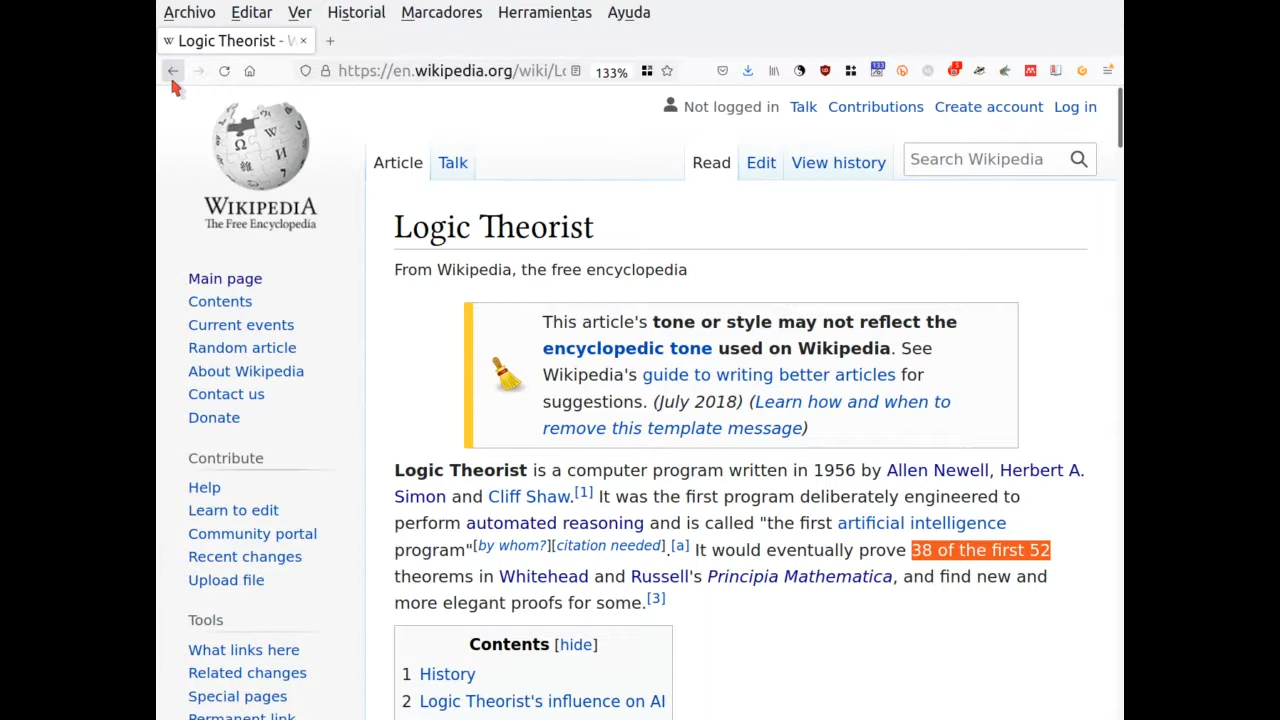 Archivo Editar Ver Historial Marcadores Herramientas Ayuda
Logic Theorist - W
https://en.wikipedia.org/wiki/Lo 133%
Not logged in Talk Contributions Create account Log in
Article Talk Read Edit View history Search Wikipedia
WIKIPEDIA
The Free Encyclopedia
Main page
Contents
Current events
Random article
About Wikipedia
Contact us
Donate
Contribute
Help
Learn to edit
Community portal
Recent changes
Upload file
Tools
What links here
Related changes
Special pages
Permanent link
Logic Theorist
From Wikipedia, the free encyclopedia
This article's tone or style may not reflect the
encyclopedic tone used on Wikipedia. See
Wikipedia's guide to writing better articles for
suggestions. (July 2018) (Learn how and when to
remove this template message)
Logic Theorist is a computer program written in 1956 by Allen Newell, Herbert A.
Simon and Cliff Shaw.[1] It was the first program deliberately engineered to
perform automated reasoning and is called "the first artificial intelligence
program"[by whom?][citation needed].[a] It would eventually prove 38 of the first 52
theorems in Whitehead and Russell's Principia Mathematica, and find new and
more elegant proofs for some.[3]
Contents [hide]
1 History
2 Logic Theorist's influence on AI